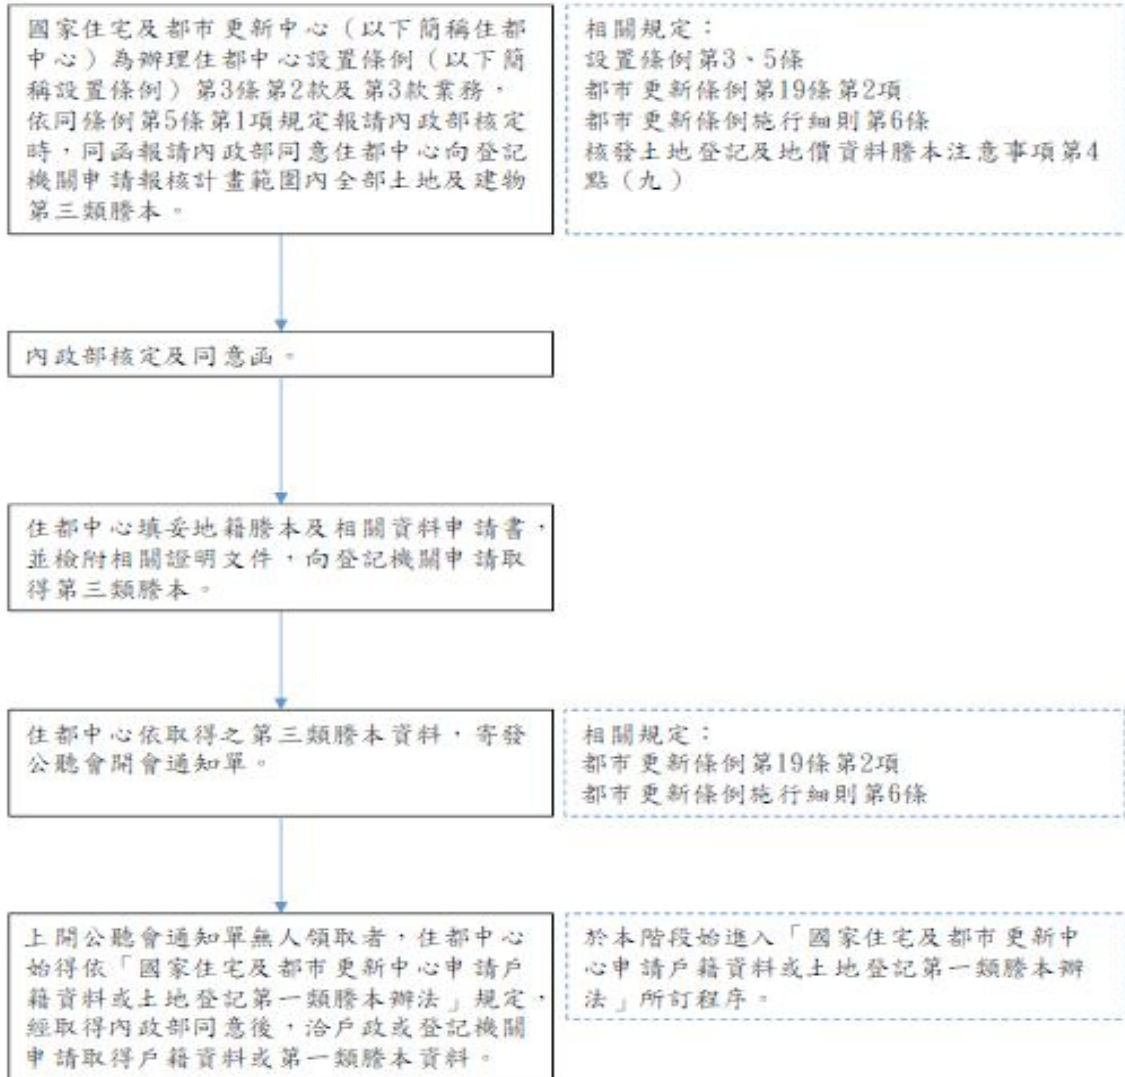 國家住宅及都市更新中心（以下簡稱住都
中心）為辦理住都中心設置條例（以下簡
稱設置條例）第3條第2款及第3款業務，
依同條例第5條第1項規定報請內政部核定
時，同函報請內政部同意住都中心向登記
機關申請報核計畫範圍內全部土地及建物
第三類謄本。
相關規定：
設置條例第3、5條
都市更新條例第19條第2項
都市更新條例施行細則第6條
核發土地登記及地價資料謄本注意事項第4
點（九）
內政部核定及同意函。
住都中心填妥地籍謄本及相關資料申請書，
並檢附相關證明文件，向登記機關申請取
得第三類謄本。
住都中心依取得之第三類謄本資料，寄發
公聽會開會通知單。
相關規定：
都市更新條例第19條第2項
都市更新條例施行細則第6條
上開公聽會通知單無人領取者，住都中心
始得依「國家住宅及都市更新中心申請戶
籍資料或土地登記第一類謄本辦法」規定，
經取得內政部同意後，洽戶政或登記機關
申請取得戶籍資料或第一類謄本資料。
於本階段始進入「國家住宅及都市更新中
心申請戶籍資料或土地登記第一類謄本辦
法」所訂程序。